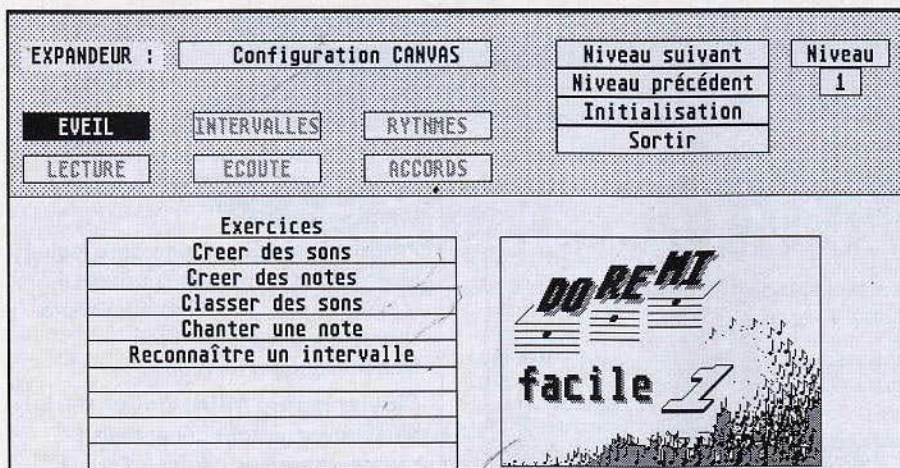 EXPANDEUR : Configuration CANVAS
Niveau suivant
Niveau précédent
Initialisation
Sortir
Niveau
1
EVEIL INTERVALLES RYTHMES
LECTURE ECOUTE ACCORDS
Exercices
Creer des sons
Creer des notes
Classer des sons
Chanter une note
Reconnaître un intervalle
DO RE MI
facile 1